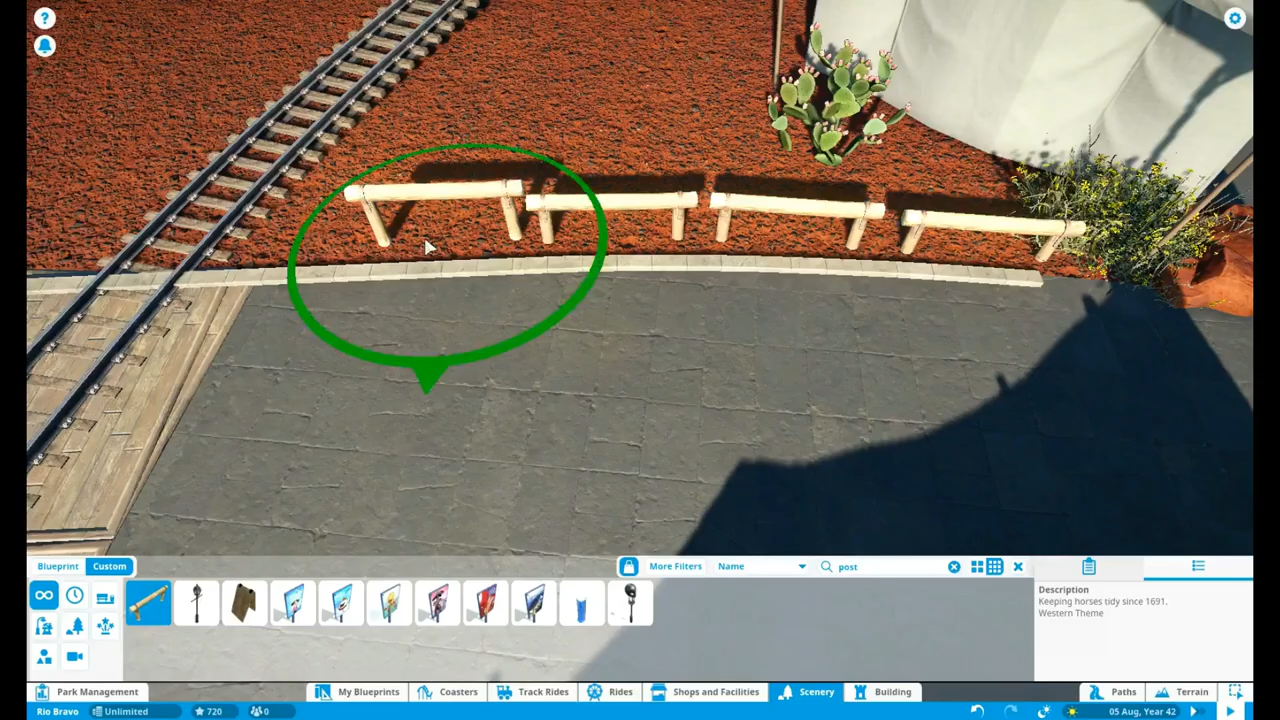 ?
Blueprint
Custom
More Filters
Name
post
Description
Keeping horses tidy since 1691.
Western Theme
Park Management
My Blueprints
Coasters
Track Rides
Rides
Shops and Facilities
Scenery
Building
Paths
Terrain
Rio Bravo
Unlimited
720
0
05 Aug, Year 42